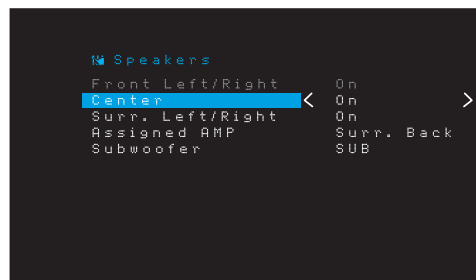 Speakers
Front Left/Right On
Center < On >
Surr. Left/Right On
Assigned AMP Surr. Back
Subwoofer SUB